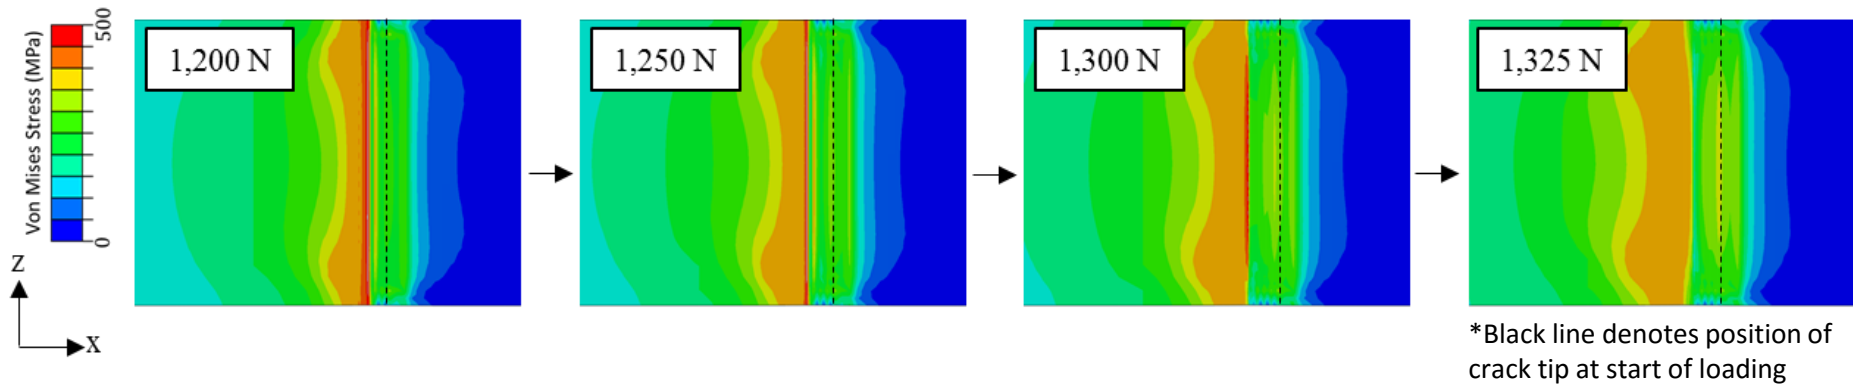 Von Mises Stress (MPa)
500
0
1,200 N
1,250 N
1,300 N
1,325 N
Z
X
*Black line denotes position of
crack tip at start of loading